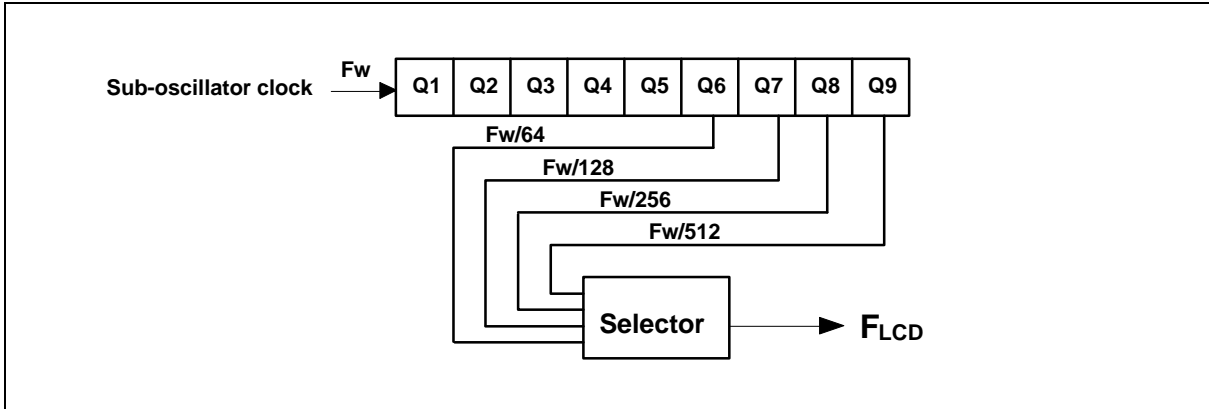 Fw
Sub-oscillator clock
Q1 Q2 Q3 Q4 Q5 Q6 Q7 Q8 Q9
Fw/64
Fw/128
Fw/256
Fw/512
Selector
FLCD